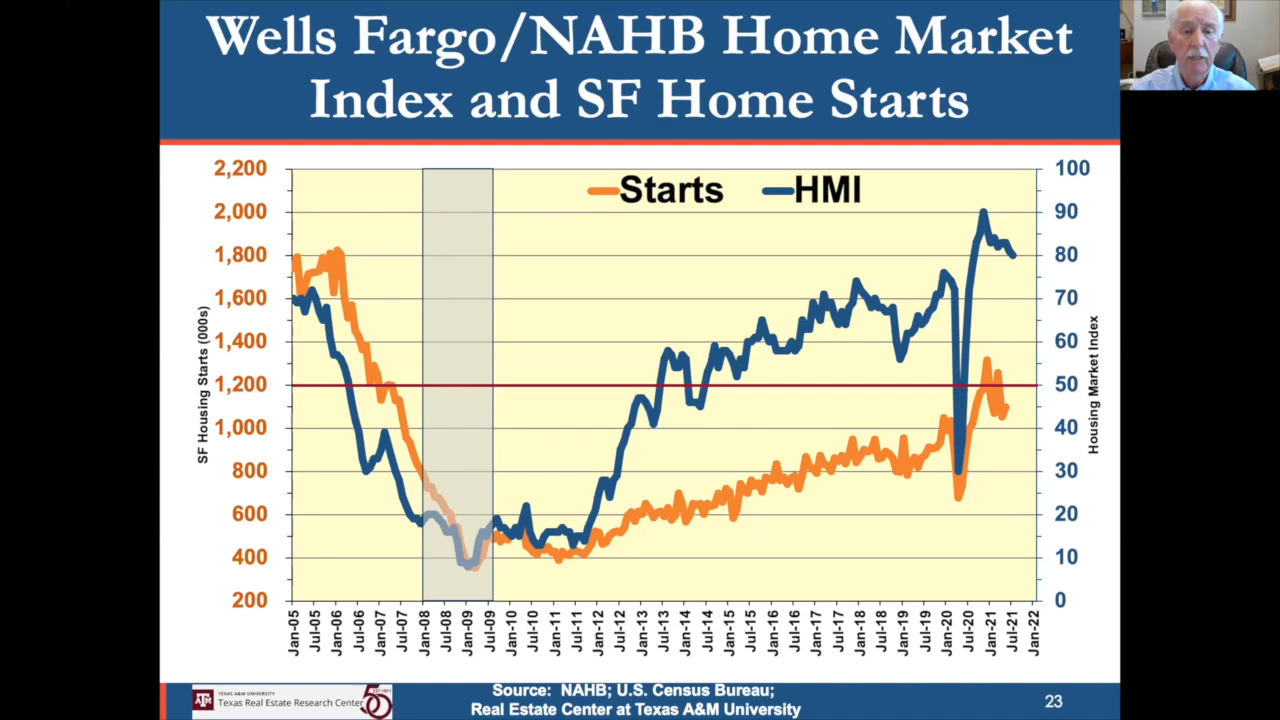 Wells Fargo/NAHB Home Market
Index and SF Home Starts
2,200
2,000
1,800
1,600
1,400
1,200
1,000
800
600
400
200
SF Housing Starts (000s)
Starts
HMI
100
90
80
70
60
50
40
30
20
10
0
Housing Market Index
Jan-05
Jul-05
Jan-06
Jul-06
Jan-07
Jul-07
Jan-08
Jul-08
Jan-09
Jul-09
Jan-10
Jul-10
Jan-11
Jul-11
Jan-12
Jul-12
Jan-13
Jul-13
Jan-14
Jul-14
Jan-15
Jul-15
Jan-16
Jul-16
Jan-17
Jul-17
Jan-18
Jul-18
Jan-19
Jul-19
Jan-20
Jul-20
Jan-21
Jul-21
Jan-22
TEXAS A&M UNIVERSITY
Texas Real Estate Research Center
50
EST 1971
Source: NAHB; U.S. Census Bureau;
Real Estate Center at Texas A&M University
23